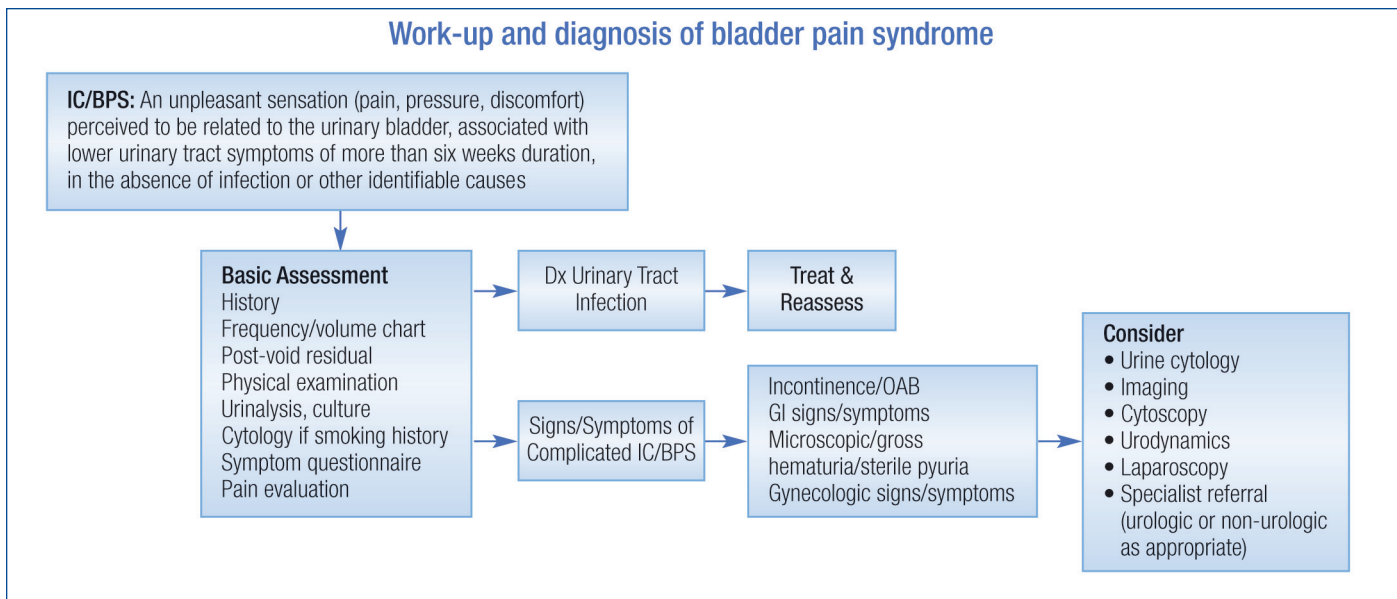 Work-up and diagnosis of bladder pain syndrome
IC/BPS: An unpleasant sensation (pain, pressure, discomfort)
perceived to be related to the urinary bladder, associated with
lower urinary tract symptoms of more than six weeks duration,
in the absence of infection or other identifiable causes
Basic Assessment
History
Frequency/volume chart
Post-void residual
Physical examination
Urinalysis, culture
Cytology if smoking history
Symptom questionnaire
Pain evaluation
Dx Urinary Tract
Infection
Treat &
Reassess
Signs/Symptoms of
Complicated IC/BPS
Incontinence/OAB
GI signs/symptoms
Microscopic/gross
hematuria/sterile pyuria
Gynecologic signs/symptoms
Consider
• Urine cytology
• Imaging
• Cytoscopy
• Urodynamics
• Laparoscopy
• Specialist referral
(urologic or non-urologic
as appropriate)